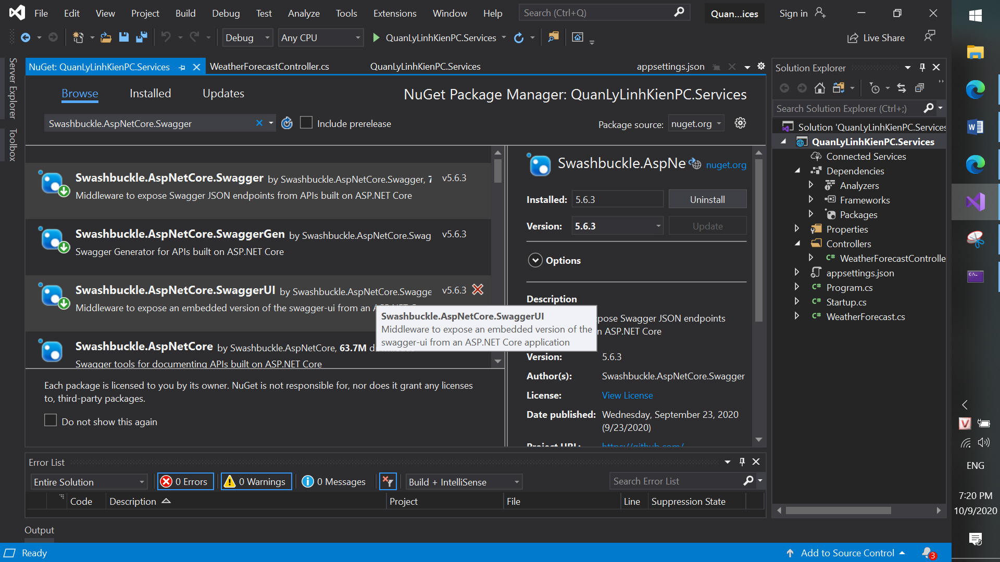 File Edit View Project Build Debug Test Analyze Tools Extensions Window Help Search (Ctrl+Q) Quan...ices Sign in
Debug Any CPU QuanLyLinhKienPC.Services Live Share
Server Explorer
Toolbox
NuGet: QuanLyLinhKienPC.Services WeatherForecastController.cs QuanLyLinhKienPC.Services appsettings.json
Browse Installed Updates NuGet Package Manager: QuanLyLinhKienPC.Services
Swashbuckle.AspNetCore.Swagger Include prerelease Package source: nuget.org
Swashbuckle.AspNetCore.Swagger by Swashbuckle.AspNetCore.Swagger, 7 v5.6.3
Middleware to expose Swagger JSON endpoints from APIs built on ASP.NET Core
Swashbuckle.AspNetCore.SwaggerGen by Swashbuckle.AspNetCore.Swag v5.6.3
Swagger Generator for APIs built on ASP.NET Core
Swashbuckle.AspNetCore.SwaggerUI by Swashbuckle.AspNetCore.Swagge v5.6.3
Middleware to expose an embedded version of the swagger-ui from an
Swashbuckle.AspNetCore by Swashbuckle.AspNetCore, 63.7M
Swagger tools for documenting APIs built on ASP.NET Core
Swashbuckle.AspNetCore.SwaggerUI
Middleware to expose an embedded version of the
swagger-ui from an ASP.NET Core application
Each package is licensed to you by its owner. NuGet is not responsible for, nor does it grant any licenses
to, third-party packages.
Do not show this again
Swashbuckle.AspNe nuget.org
Installed: 5.6.3 Uninstall
Version: 5.6.3 Update
Options
Description
pose Swagger JSON endpoints
n ASP.NET Core
Version: 5.6.3
Author(s): Swashbuckle.AspNetCore.Swagger
License: View License
Date published: Wednesday, September 23, 2020
(9/23/2020)
Project URL: https://github.com/
Error List
Entire Solution 0 Errors 0 Warnings 0 Messages Build + IntelliSense Search Error List
Code Description Project File Line Suppression State
Output
Ready Add to Source Control 3
Solution Explorer
Search Solution Explorer (Ctrl+;)
Solution 'QuanLyLinhKienPC.Services
QuanLyLinhKienPC.Services
Connected Services
Dependencies
Analyzers
Frameworks
Packages
Properties
Controllers
C# WeatherForecastControlle
appsettings.json
C# Program.cs
C# Startup.cs
C# WeatherForecast.cs
ENG
7:20 PM
10/9/2020